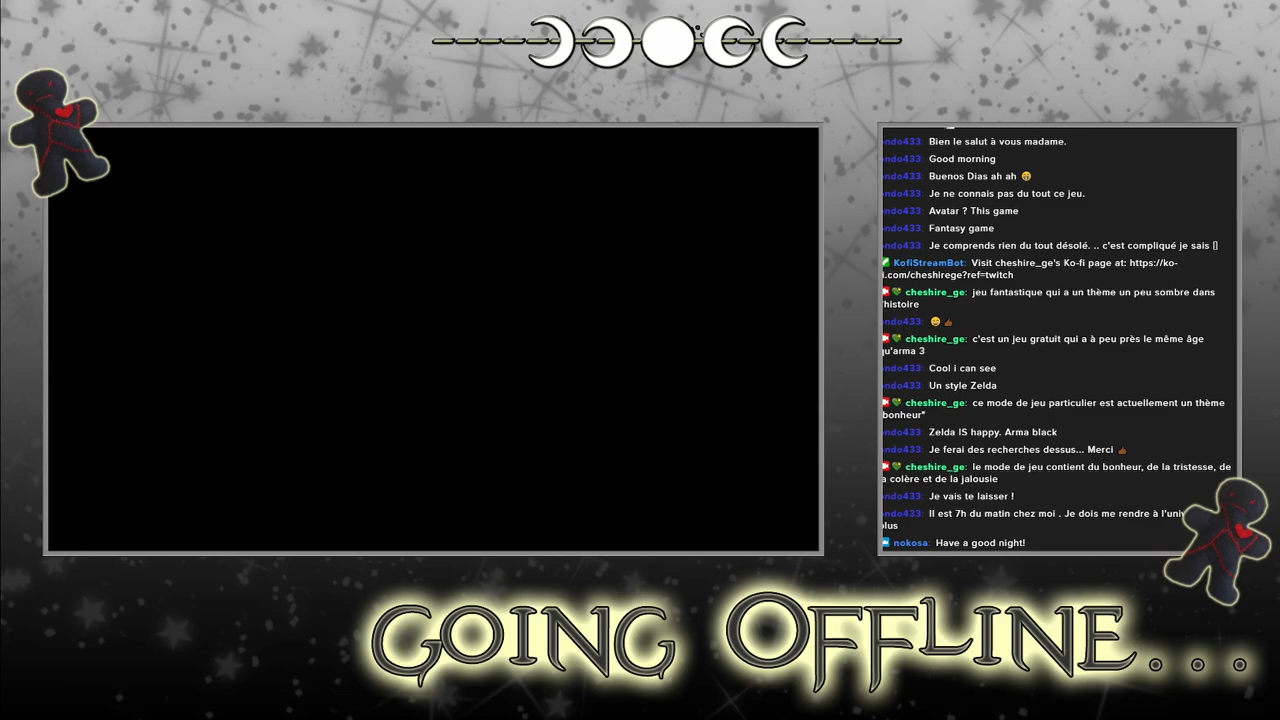 ndo433: Bien le salut à vous madame.
ndo433: Good morning
ndo433: Buenos Dias ah ah 😁
ndo433: Je ne connais pas du tout ce jeu.
ndo433: Avatar ? This game
ndo433: Fantasy game
ndo433: Je comprends rien du tout désolé. .. c'est compliqué je sais []
KofiStreamBot: Visit cheshire_ge's Ko-fi page at: https://ko-
i.com/cheshirege?ref=twitch
cheshire_ge: jeu fantastique qui a un thème un peu sombre dans
'histoire
ndo433: 😄 👍🏾
cheshire_ge: c'est un jeu gratuit qui a à peu près le même âge
qu'arma 3
ndo433: Cool i can see
ndo433: Un style Zelda
cheshire_ge: ce mode de jeu particulier est actuellement un thème
bonheur"
ndo433: Zelda IS happy. Arma black
ndo433: Je ferai des recherches dessus... Merci 👍🏾
cheshire_ge: le mode de jeu contient du bonheur, de la tristesse, de
a colère et de la jalousie
ndo433: Je vais te laisser !
ndo433: Il est 7h du matin chez moi . Je dois me rendre à l'uni
plus
nokosa: Have a good night!
Going Offline...